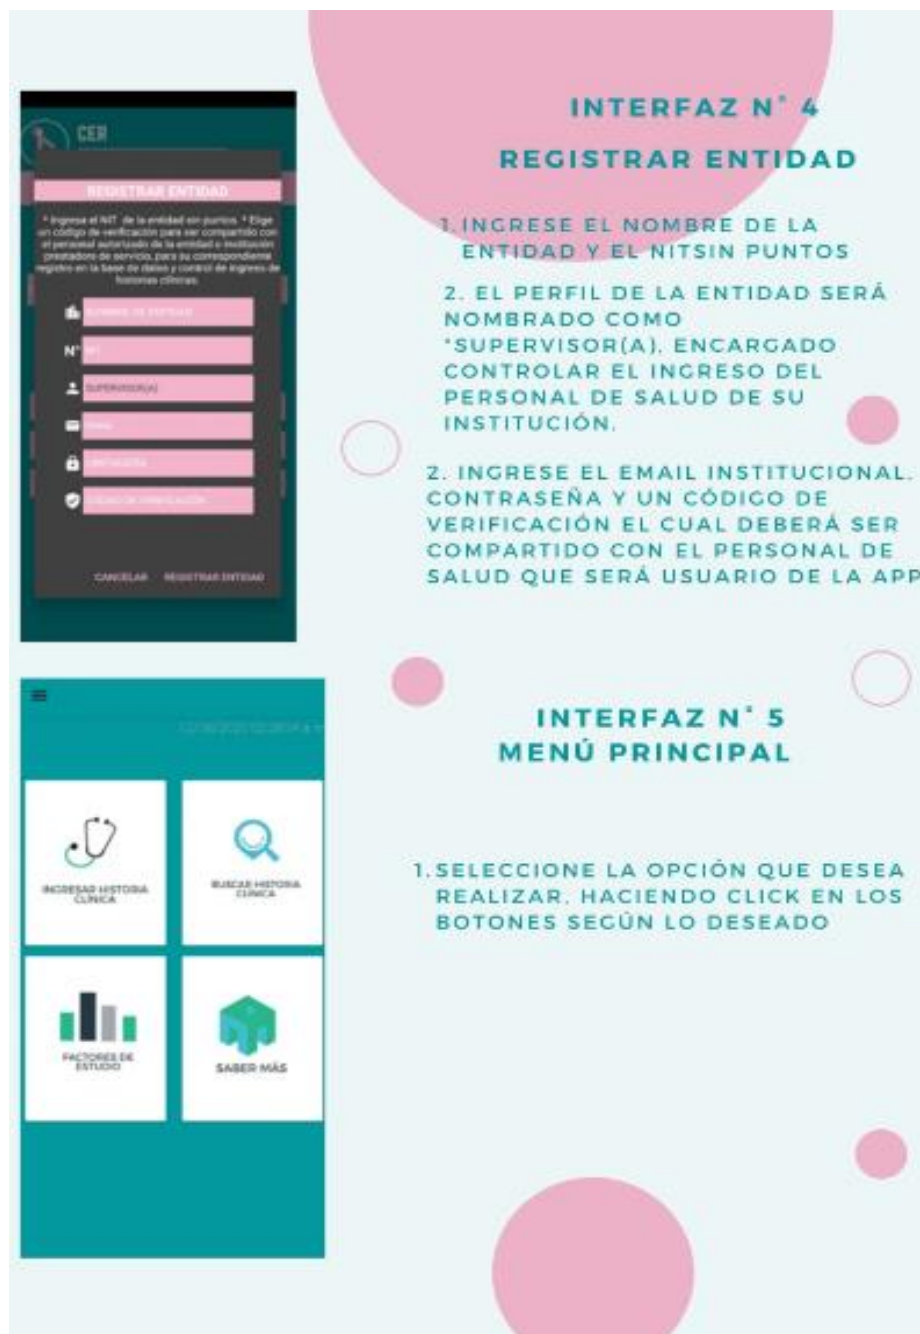 CER
REGISTRAR ENTIDAD
* Ingresa el NIT de la entidad sin puntos. * Elige
un código de verificación para ser compartido con
el personal autorizado de la entidad o institución
prestadora de servicio, para su correspondiente
registro en la base de datos y control de ingreso de
historias clínicas.
NOMBRE DE ENTIDAD
N° NIT
SUPERVISOR(A)
EMAIL
CONTRASEÑA
CÓDIGO DE VERIFICACIÓN
CANCELAR REGISTRAR ENTIDAD
INTERFAZ N° 4
REGISTRAR ENTIDAD
1. INGRESE EL NOMBRE DE LA
ENTIDAD Y EL NITSIN PUNTOS
2. EL PERFIL DE LA ENTIDAD SERÁ
NOMBRADO COMO
"SUPERVISOR(A), ENCARGADO
CONTROLAR EL INGRESO DEL
PERSONAL DE SALUD DE SU
INSTITUCIÓN.
2. INGRESE EL EMAIL INSTITUCIONAL,
CONTRASEÑA Y UN CÓDIGO DE
VERIFICACIÓN EL CUAL DEBERÁ SER
COMPARTIDO CON EL PERSONAL DE
SALUD QUE SERÁ USUARIO DE LA APP
INGRESAR HISTORIA
CLÍNICA
BUSCAR HISTORIA
CLÍNICA
FACTORES DE
ESTUDIO
SABER MÁS
INTERFAZ N° 5
MENÚ PRINCIPAL
1. SELECCIONE LA OPCIÓN QUE DESEA
REALIZAR, HACIENDO CLICK EN LOS
BOTONES SEGÚN LO DESEADO